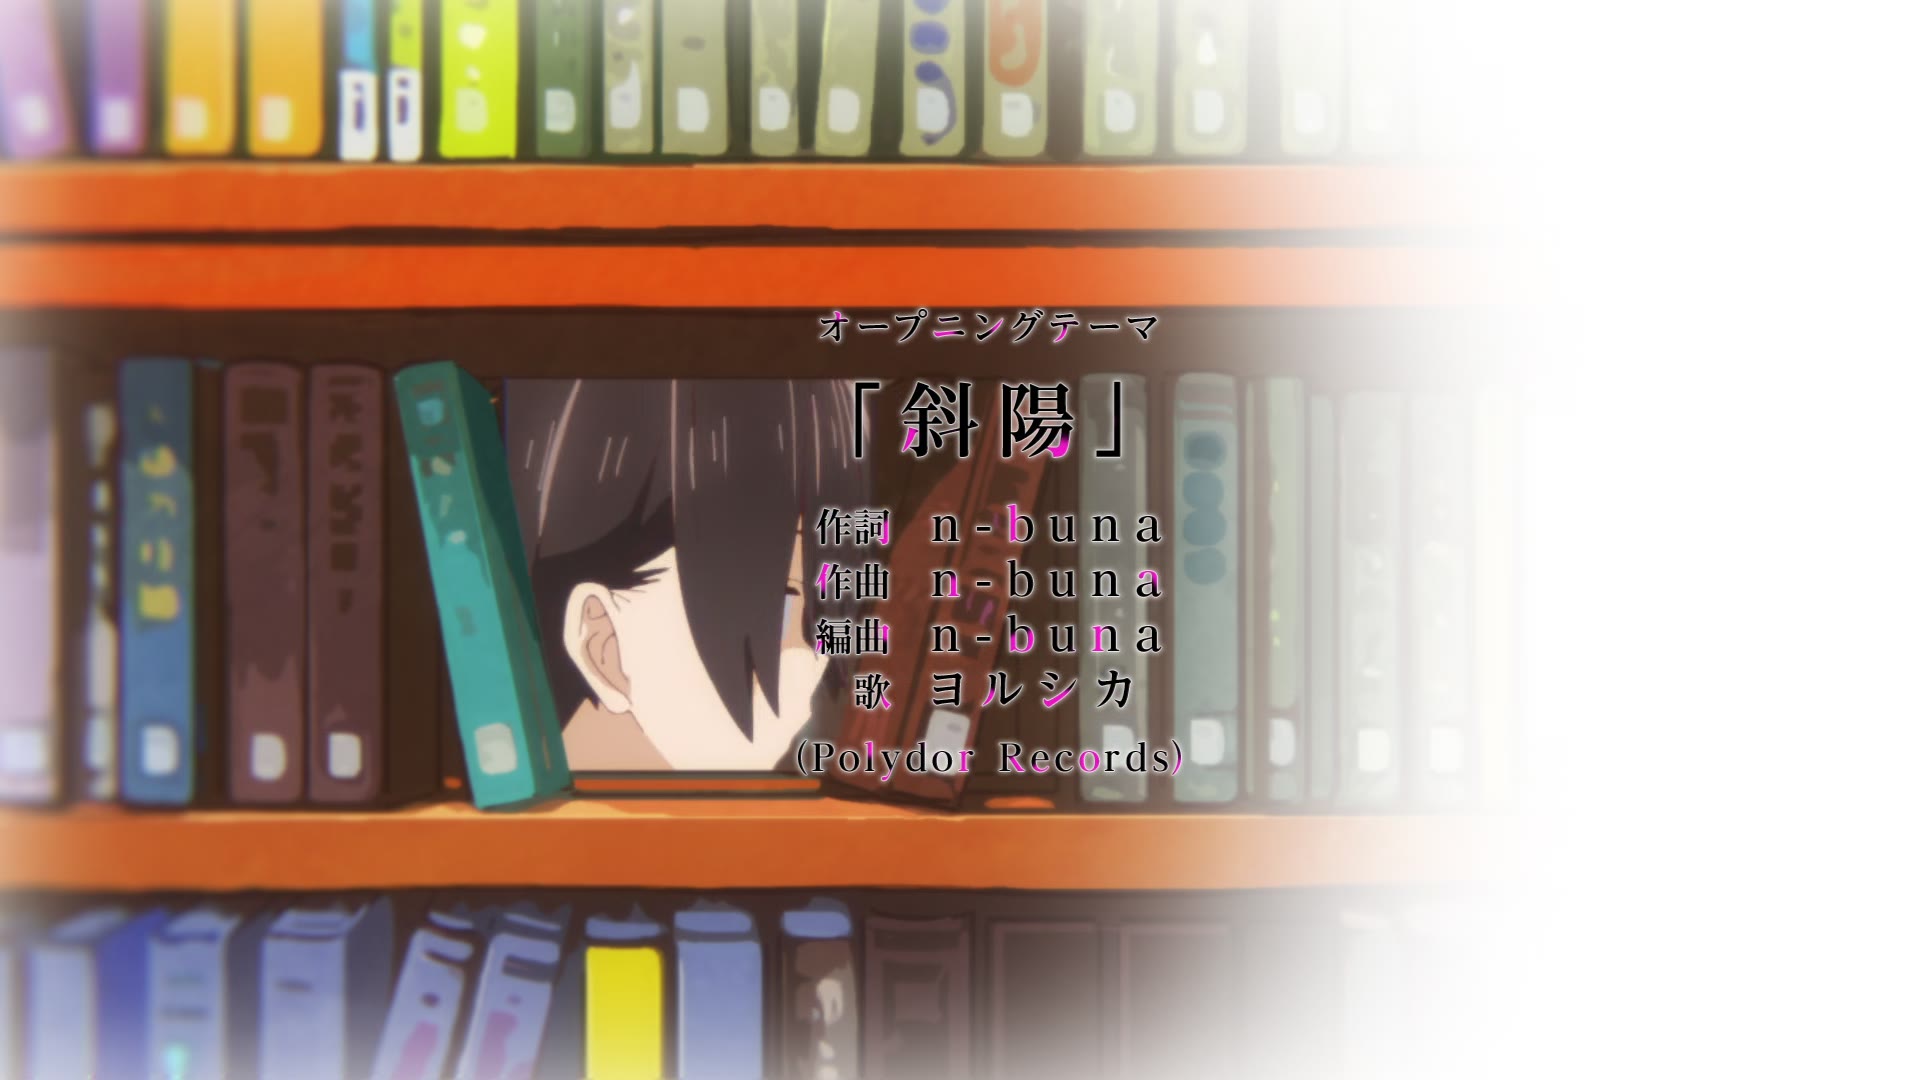 オープニングテーマ
「斜陽」
作詞 n-buna
作曲 n-buna
編曲 n-buna
歌 ヨルシカ
(Polydor Records)